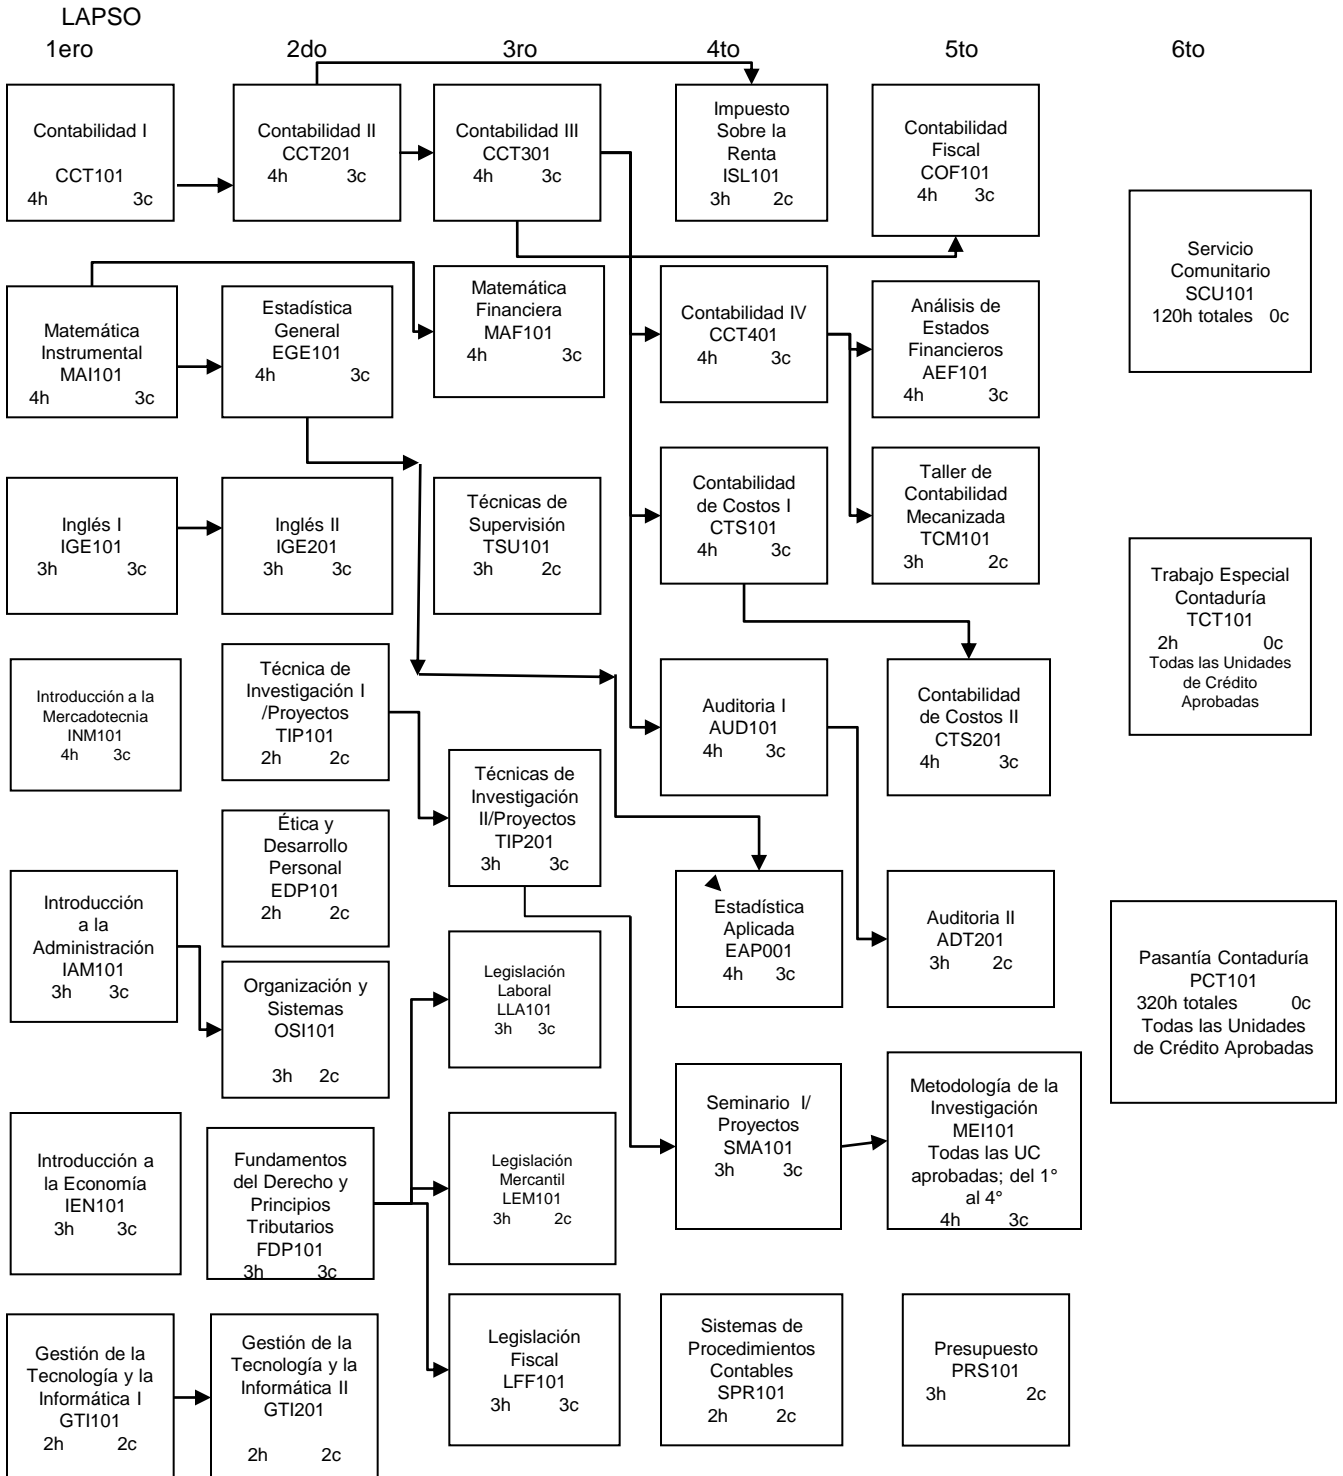 LAPSO
1ero 2do 3ro 4to 5to 6to
Contabilidad I
CCT101
4h 3c
Matemática
Instrumental
MAI101
4h 3c
Inglés I
IGE101
3h 3c
Introducción a la
Mercadotecnia
INM101
4h 3c
Introducción
a la
Administración
IAM101
3h 3c
Introducción a
la Economía
IEN101
3h 3c
Gestión de la
Tecnología y la
Informática I
GTI101
2h 2c
Contabilidad II
CCT201
4h 3c
Estadística
General
EGE101
4h 3c
Inglés II
IGE201
3h 3c
Técnica de
Investigación I
/Proyectos
TIP101
2h 2c
Ética y
Desarrollo
Personal
EDP101
2h 2c
Organización y
Sistemas
OSI101
3h 2c
Fundamentos
del Derecho y
Principios
Tributarios
FDP101
3h 3c
Gestión de la
Tecnología y la
Informática II
GTI201
2h 2c
Contabilidad III
CCT301
4h 3c
Matemática
Financiera
MAF101
4h 3c
Técnicas de
Supervisión
TSU101
3h 2c
Técnicas de
Investigación
II/Proyectos
TIP201
3h 3c
Legislación
Laboral
LLA101
3h 3c
Legislación
Mercantil
LEM101
3h 2c
Legislación
Fiscal
LFF101
3h 3c
Impuesto
Sobre la
Renta
ISL101
3h 2c
Contabilidad IV
CCT401
4h 3c
Contabilidad
de Costos I
CTS101
4h 3c
Auditoria I
AUD101
4h 3c
Estadística
Aplicada
EAP001
4h 3c
Seminario I/
Proyectos
SMA101
3h 3c
Sistemas de
Procedimientos
Contables
SPR101
2h 2c
Contabilidad
Fiscal
COF101
4h 3c
Análisis de
Estados
Financieros
AEF101
4h 3c
Taller de
Contabilidad
Mecanizada
TCM101
3h 2c
Contabilidad
de Costos II
CTS201
4h 3c
Auditoria II
ADT201
3h 2c
Metodología de la
Investigación
MEI101
Todas las UC
aprobadas; del 1°
al 4°
4h 3c
Presupuesto
PRS101
3h 2c
Servicio
Comunitario
SCU101
120h totales 0c
Trabajo Especial
Contaduría
TCT101
2h 0c
Todas las Unidades
de Crédito
Aprobadas
Pasantía Contaduría
PCT101
320h totales 0c
Todas las Unidades
de Crédito Aprobadas